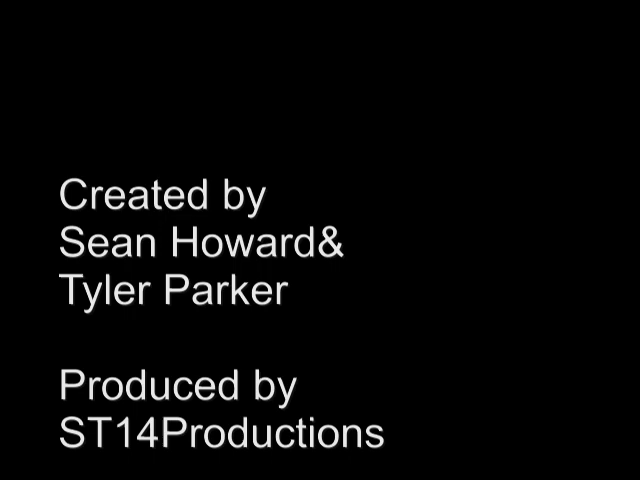 Created by
Sean Howard&
Tyler Parker
Produced by
ST14Productions